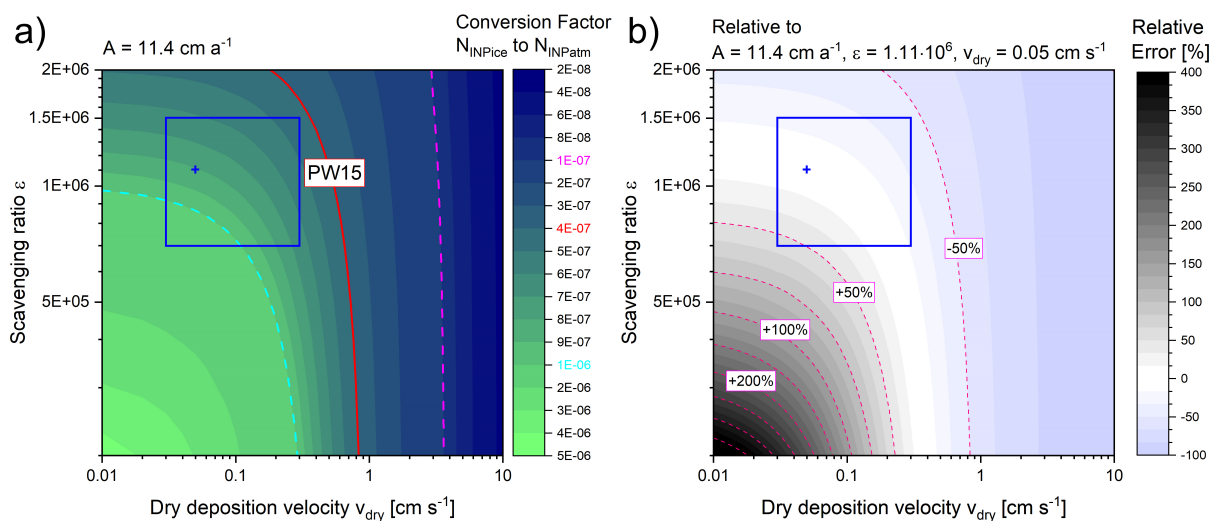 a)
A = 11.4 cm a⁻¹
Conversion Factor
N_INPice to N_INPatm
2E+06
1.5E+06
1E+06
5E+05
Scavenging ratio ε
PW15
0.01
0.1
1
10
Dry deposition velocity v_dry [cm s⁻¹]
2E-08
4E-08
6E-08
8E-08
1E-07
2E-07
3E-07
4E-07
5E-07
6E-07
7E-07
8E-07
9E-07
1E-06
2E-06
3E-06
4E-06
5E-06
b)
Relative to
A = 11.4 cm a⁻¹, ε = 1.11·10⁶, v_dry = 0.05 cm s⁻¹
Relative
Error [%]
2E+06
1.5E+06
1E+06
5E+05
Scavenging ratio ε
-50%
+50%
+100%
+200%
0.01
0.1
1
10
Dry deposition velocity v_dry [cm s⁻¹]
400
350
300
250
200
150
100
50
0
-50
-100